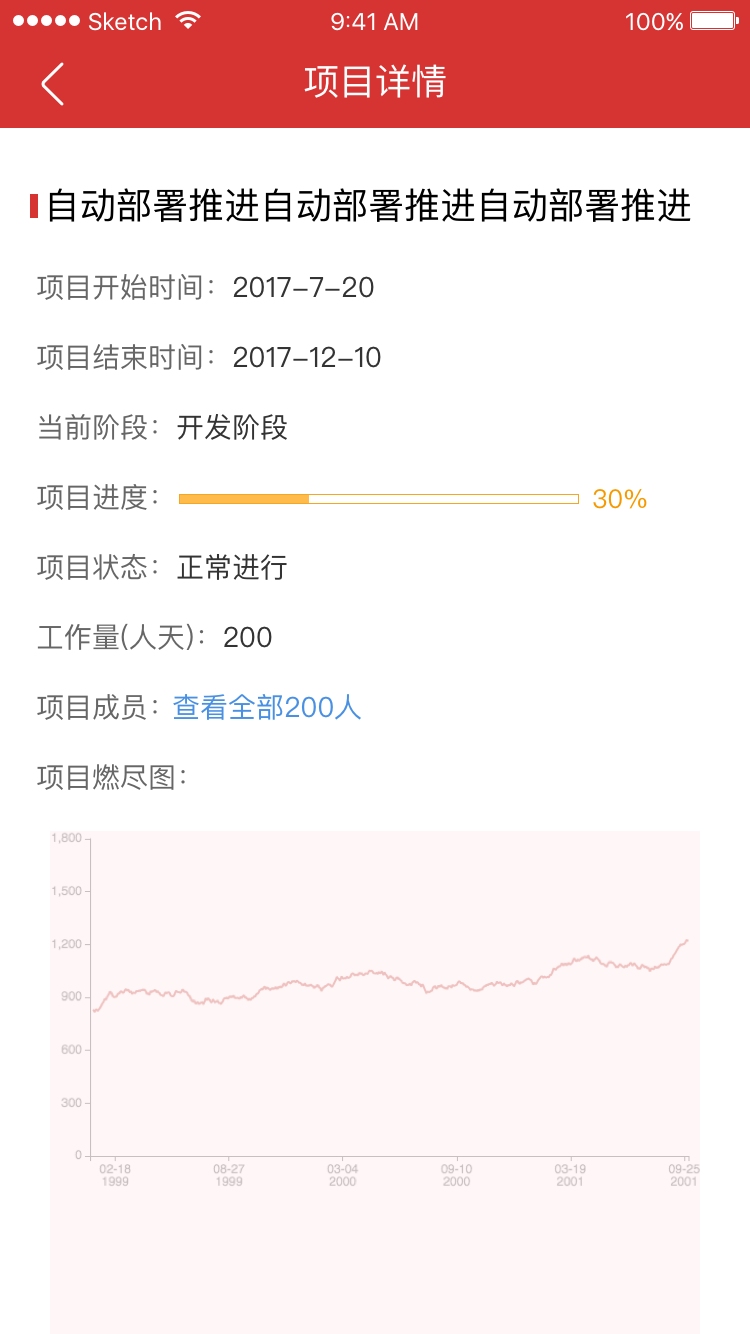 Sketch 9:41 AM 100%
项目详情
自动部署推进自动部署推进自动部署推进
项目开始时间：2017-7-20
项目结束时间：2017-12-10
当前阶段：开发阶段
项目进度： 30%
项目状态：正常进行
工作量(人天)：200
项目成员：查看全部200人
项目燃尽图：
1,800
1,500
1,200
900
600
300
0
02-18 08-27 03-04 09-10 03-19 09-25
1999 1999 2000 2000 2001 2001